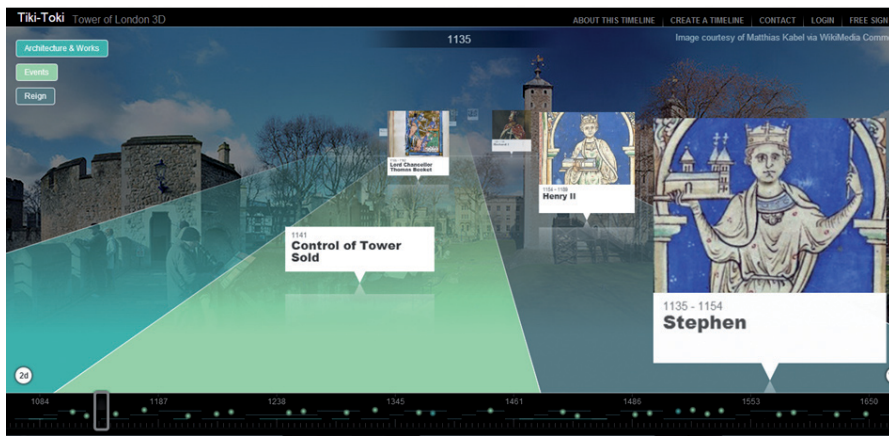 Tiki-Toki Tower of London 3D
ABOUT THIS TIMELINE CREATE A TIMELINE CONTACT LOGIN FREE SIGN
1135
Image courtesy of Matthias Kabel via WikiMedia Comm
Architecture & Works
Events
Reign
Lord Chancellor
Thomas Becket
1154 - 1189
Henry II
1141
Control of Tower
Sold
1135 - 1154
Stephen
2d
1084 1187 1238 1345 1461 1486 1553 1650